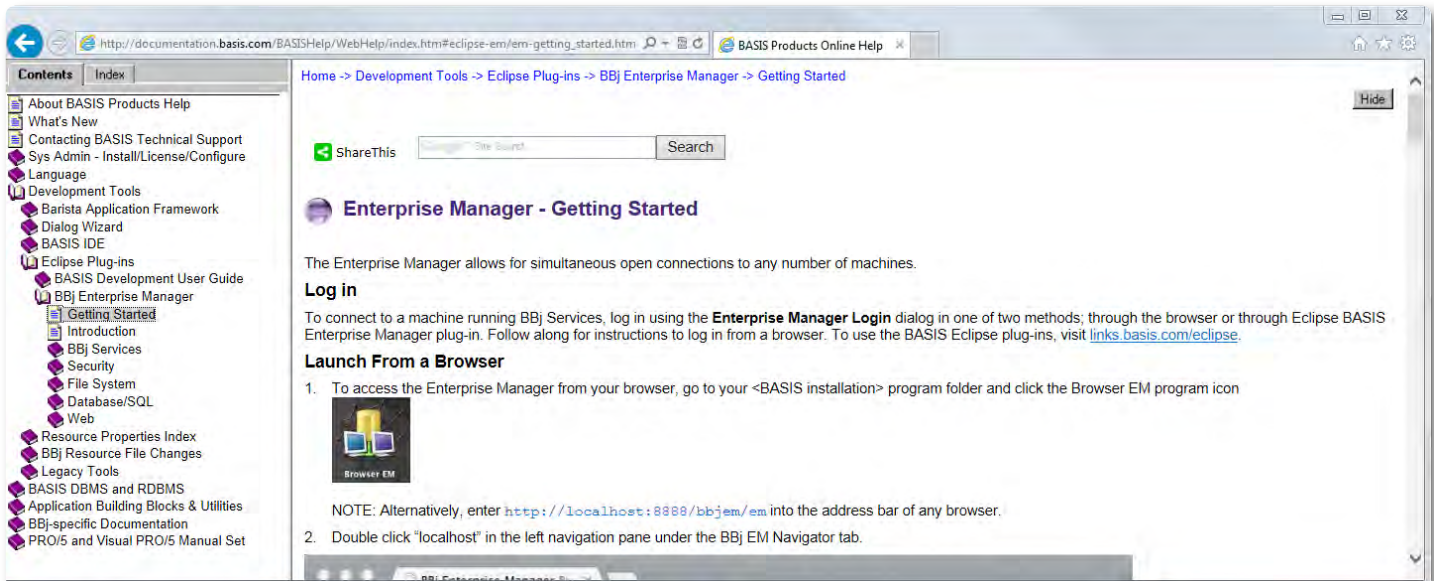 http://documentation.basis.com/BASISHelp/WebHelp/index.htm#eclipse-em/em-getting_started.htm
BASIS Products Online Help
Contents
Index
About BASIS Products Help
What's New
Contacting BASIS Technical Support
Sys Admin - Install/License/Configure
Language
Development Tools
Barista Application Framework
Dialog Wizard
BASIS IDE
Eclipse Plug-ins
BASIS Development User Guide
BBj Enterprise Manager
Getting Started
Introduction
BBj Services
Security
File System
Database/SQL
Web
Resource Properties Index
BBj Resource File Changes
Legacy Tools
BASIS DBMS and RDBMS
Application Building Blocks & Utilities
BBj-specific Documentation
PRO/5 and Visual PRO/5 Manual Set
Home -> Development Tools -> Eclipse Plug-ins -> BBj Enterprise Manager -> Getting Started
Hide
ShareThis
Search
Enterprise Manager - Getting Started
The Enterprise Manager allows for simultaneous open connections to any number of machines.
Log in
To connect to a machine running BBj Services, log in using the Enterprise Manager Login dialog in one of two methods; through the browser or through Eclipse BASIS
Enterprise Manager plug-in. Follow along for instructions to log in from a browser. To use the BASIS Eclipse plug-ins, visit links.basis.com/eclipse.
Launch From a Browser
1. To access the Enterprise Manager from your browser, go to your <BASIS installation> program folder and click the Browser EM program icon
Browser EM
NOTE: Alternatively, enter http://localhost:8888/bbjem/em into the address bar of any browser.
2. Double click “localhost” in the left navigation pane under the BBj EM Navigator tab.